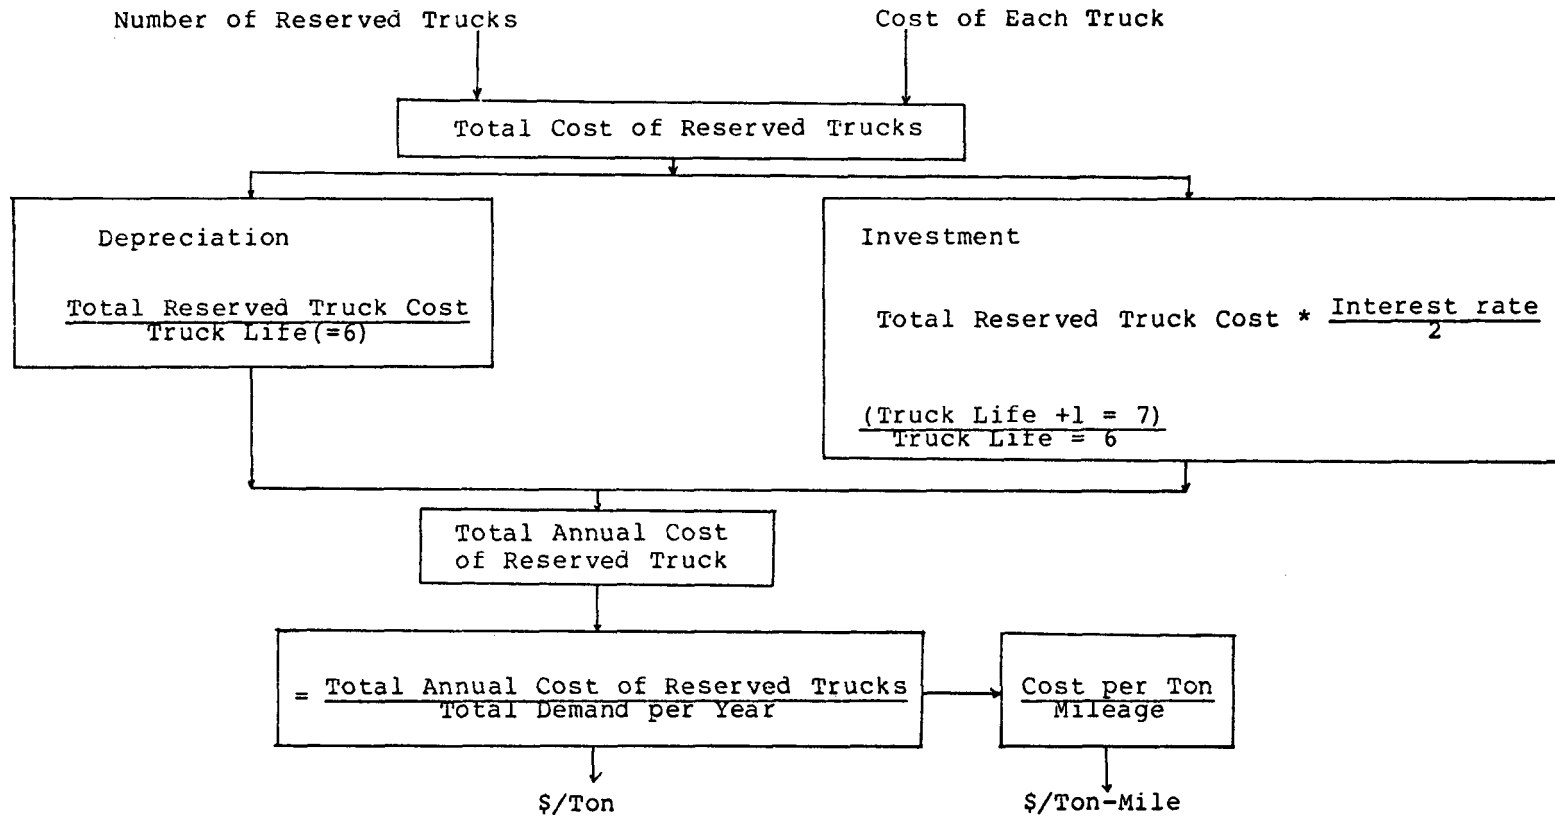 Number of Reserved Trucks
Cost of Each Truck
Total Cost of Reserved Trucks
Depreciation
Total Reserved Truck Cost
Truck Life(=6)
Investment
Total Reserved Truck Cost * Interest rate
2
(Truck Life +1 = 7)
Truck Life = 6
Total Annual Cost
of Reserved Truck
= Total Annual Cost of Reserved Trucks
Total Demand per Year
Cost per Ton
Mileage
$/Ton
$/Ton-Mile